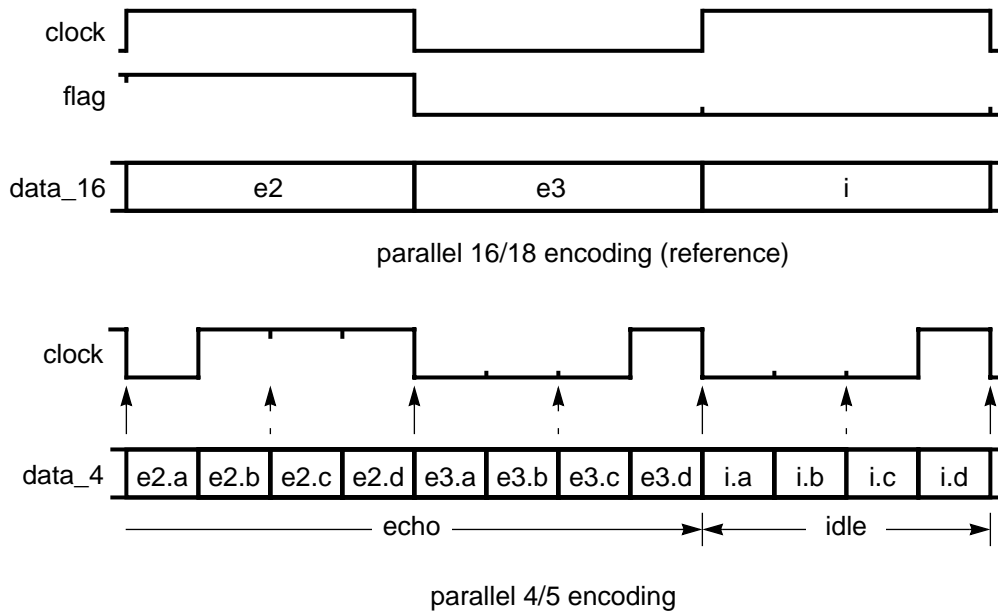 clock
flag
data_16 e2 e3 i
parallel 16/18 encoding (reference)
clock
data_4 e2.a e2.b e2.c e2.d e3.a e3.b e3.c e3.d i.a i.b i.c i.d
echo idle
parallel 4/5 encoding